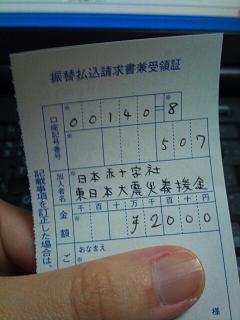 振替払込請求書兼受領証
口座記号番号
00140-8
507
加入者名
日本赤十字社
東日本大震災義援金
金額
千百十万千百十円
¥2000
ご
おなまえ
様
記載事項を訂正した場合は、